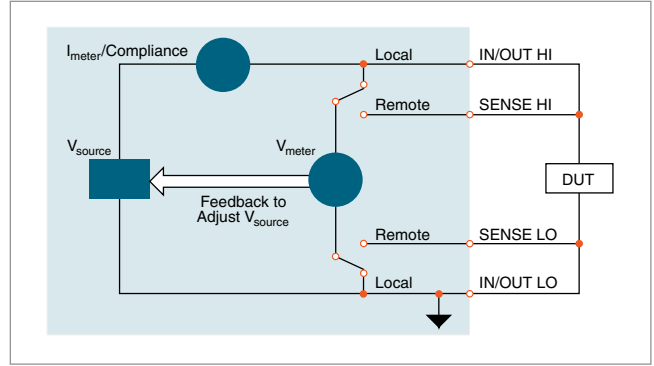 Imeter/Compliance
Local
IN/OUT HI
Remote
SENSE HI
Vsource
Vmeter
DUT
Feedback to
Adjust Vsource
Remote
SENSE LO
Local
IN/OUT LO